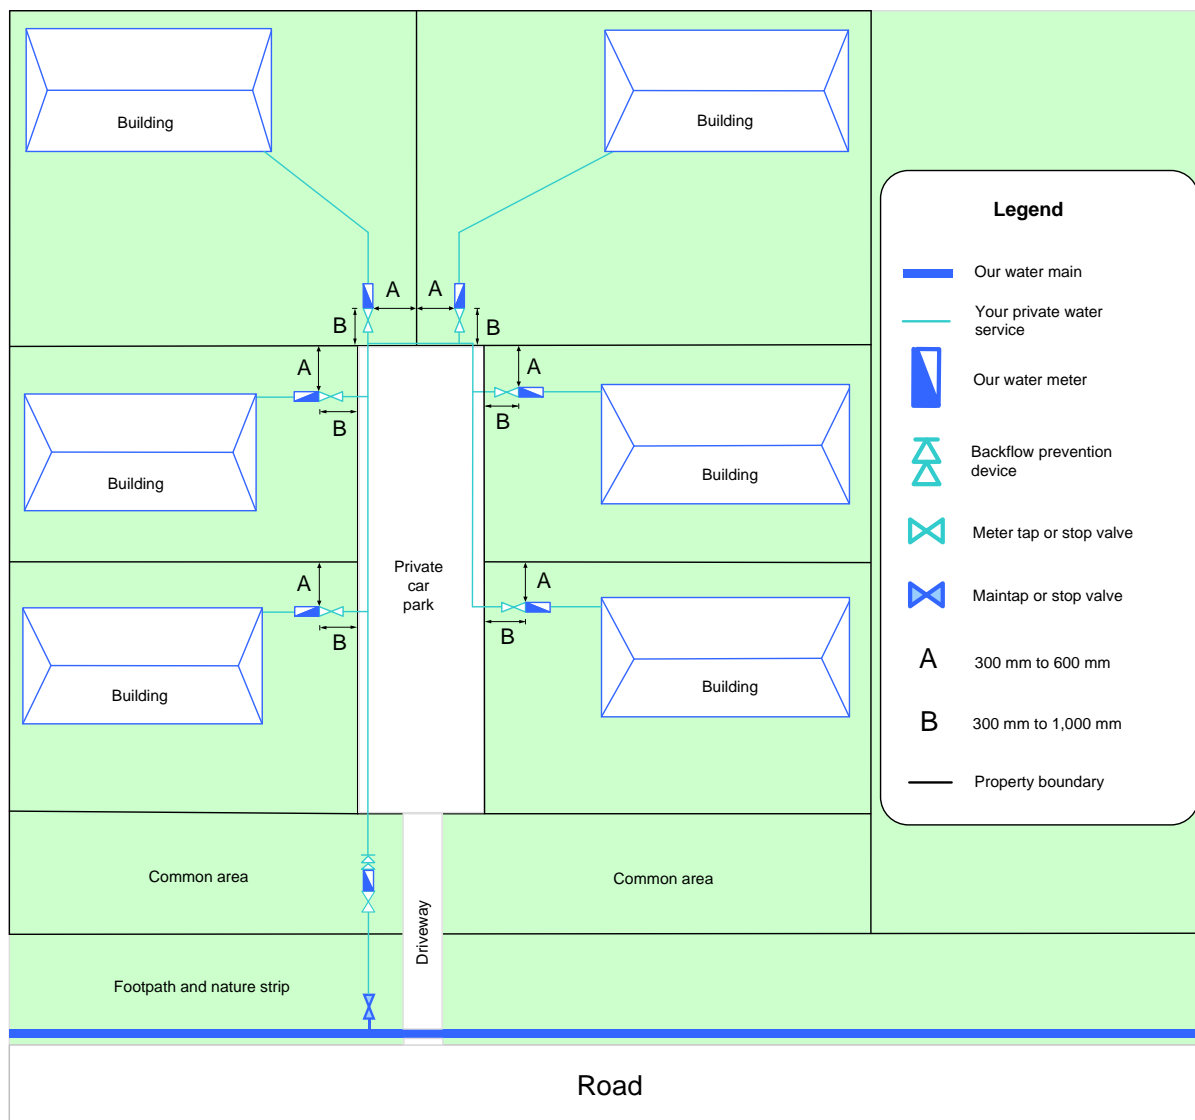 Building
Building
A
A
B
B
A
A
B
B
Building
Building
Private
car
park
A
A
B
B
Building
Building
Common area
Common area
Driveway
Footpath and nature strip
Road
Legend
Our water main
Your private water
service
Our water meter
Backflow prevention
device
Meter tap or stop valve
Maintap or stop valve
A 300 mm to 600 mm
B 300 mm to 1,000 mm
Property boundary